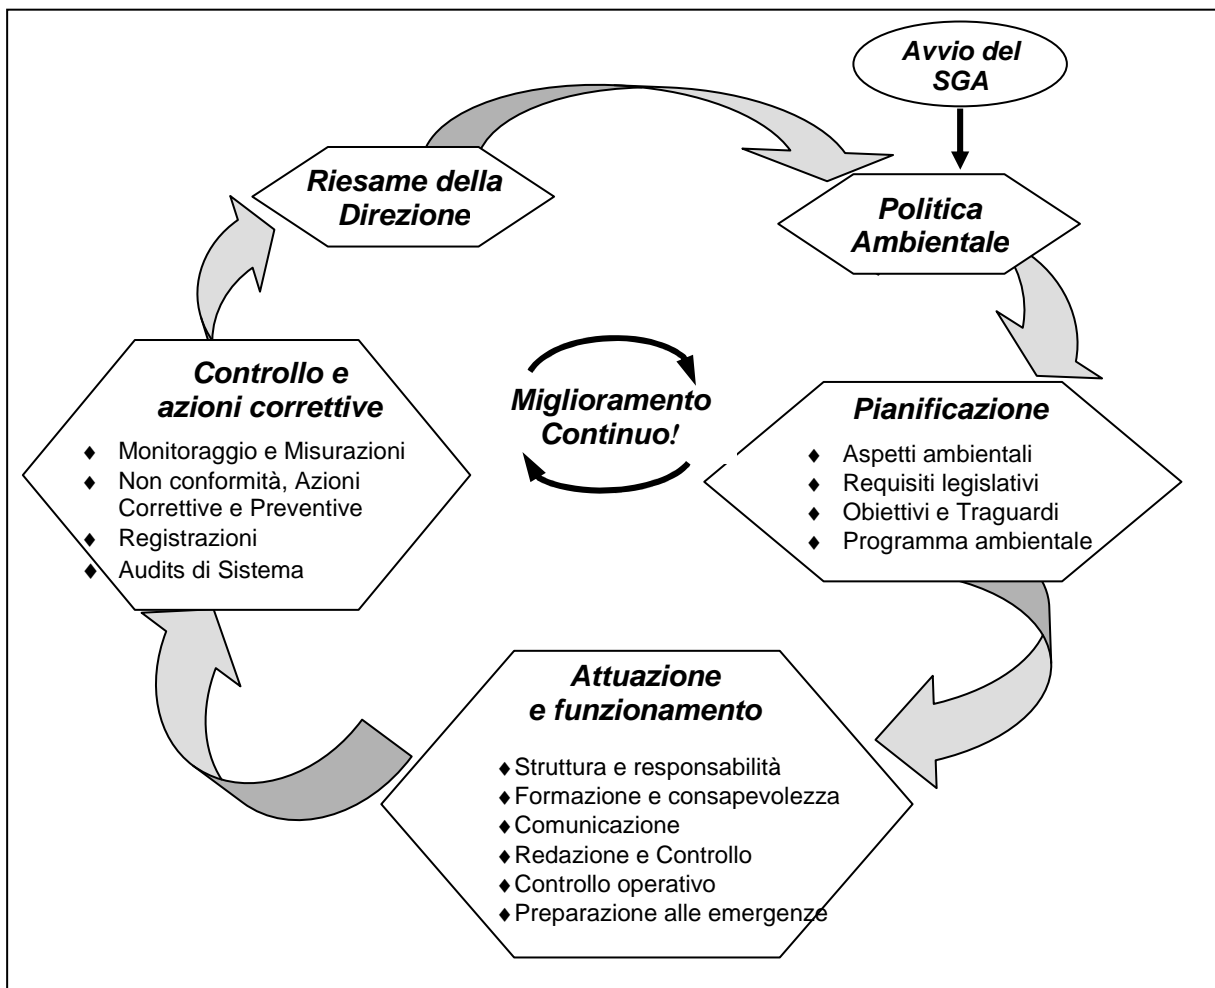 Avvio del
SGA
Riesame della
Direzione
Politica
Ambientale
Controllo e
azioni correttive
♦ Monitoraggio e Misurazioni
♦ Non conformità, Azioni
Correttive e Preventive
♦ Registrazioni
♦ Audits di Sistema
Miglioramento
Continuo!
Pianificazione
♦ Aspetti ambientali
♦ Requisiti legislativi
♦ Obiettivi e Traguardi
♦ Programma ambientale
Attuazione
e funzionamento
♦ Struttura e responsabilità
♦ Formazione e consapevolezza
♦ Comunicazione
♦ Redazione e Controllo
♦ Controllo operativo
♦ Preparazione alle emergenze